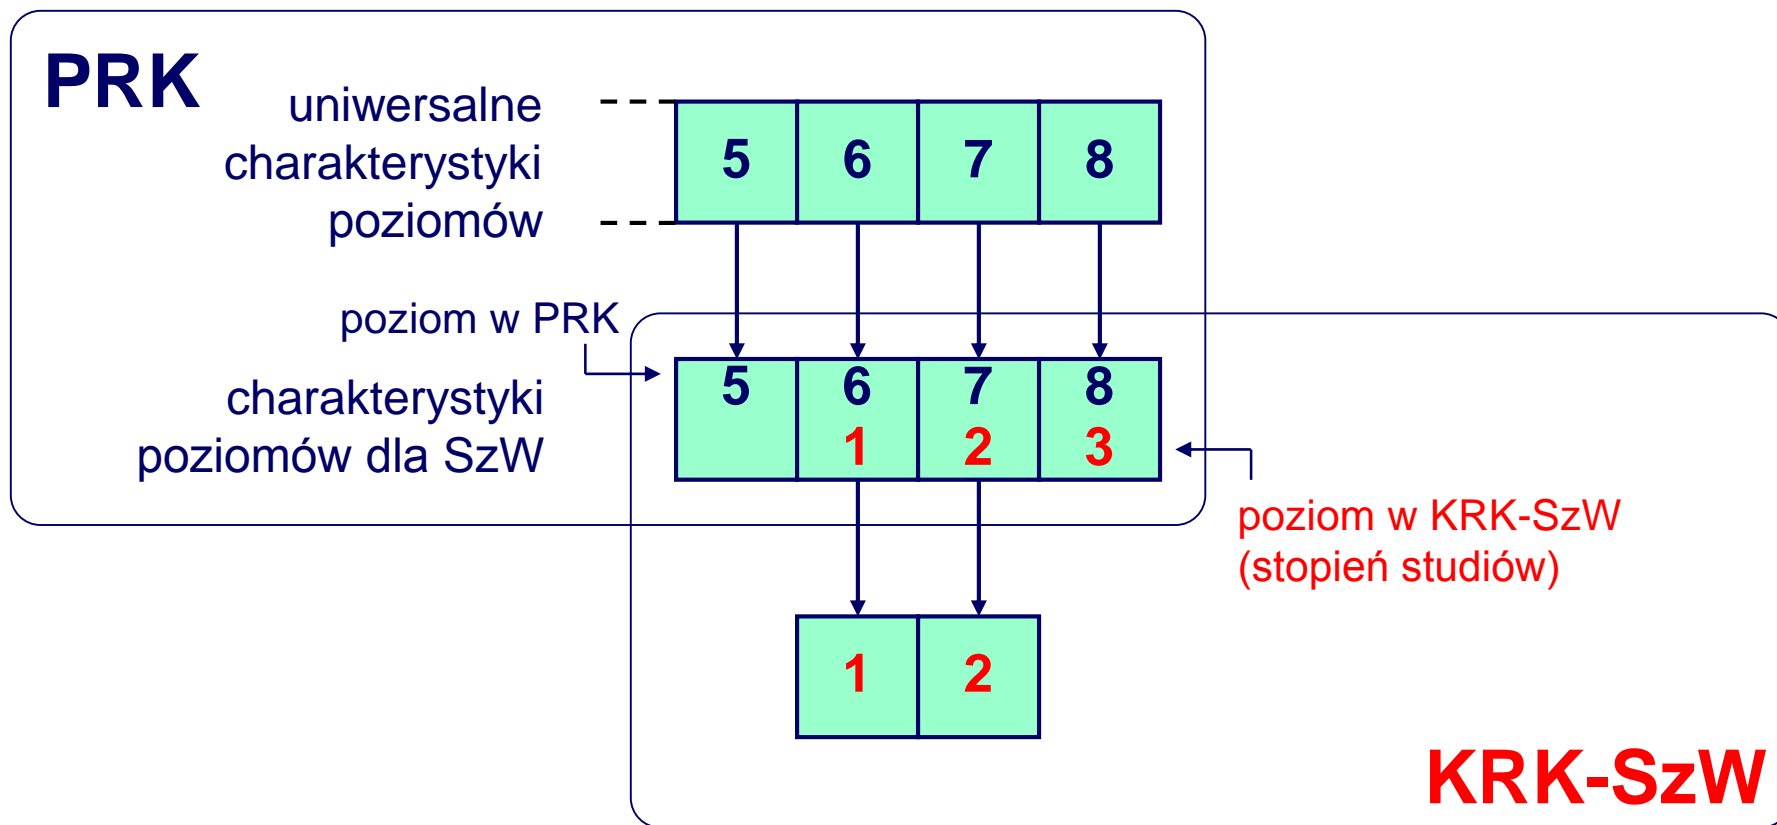 PRK
uniwersalne
charakterystyki
poziomów
5 6 7 8
poziom w PRK
charakterystyki
poziomów dla SzW
5 6 7 8
1 2 3
poziom w KRK-SzW
(stopień studiów)
1 2
KRK-SzW